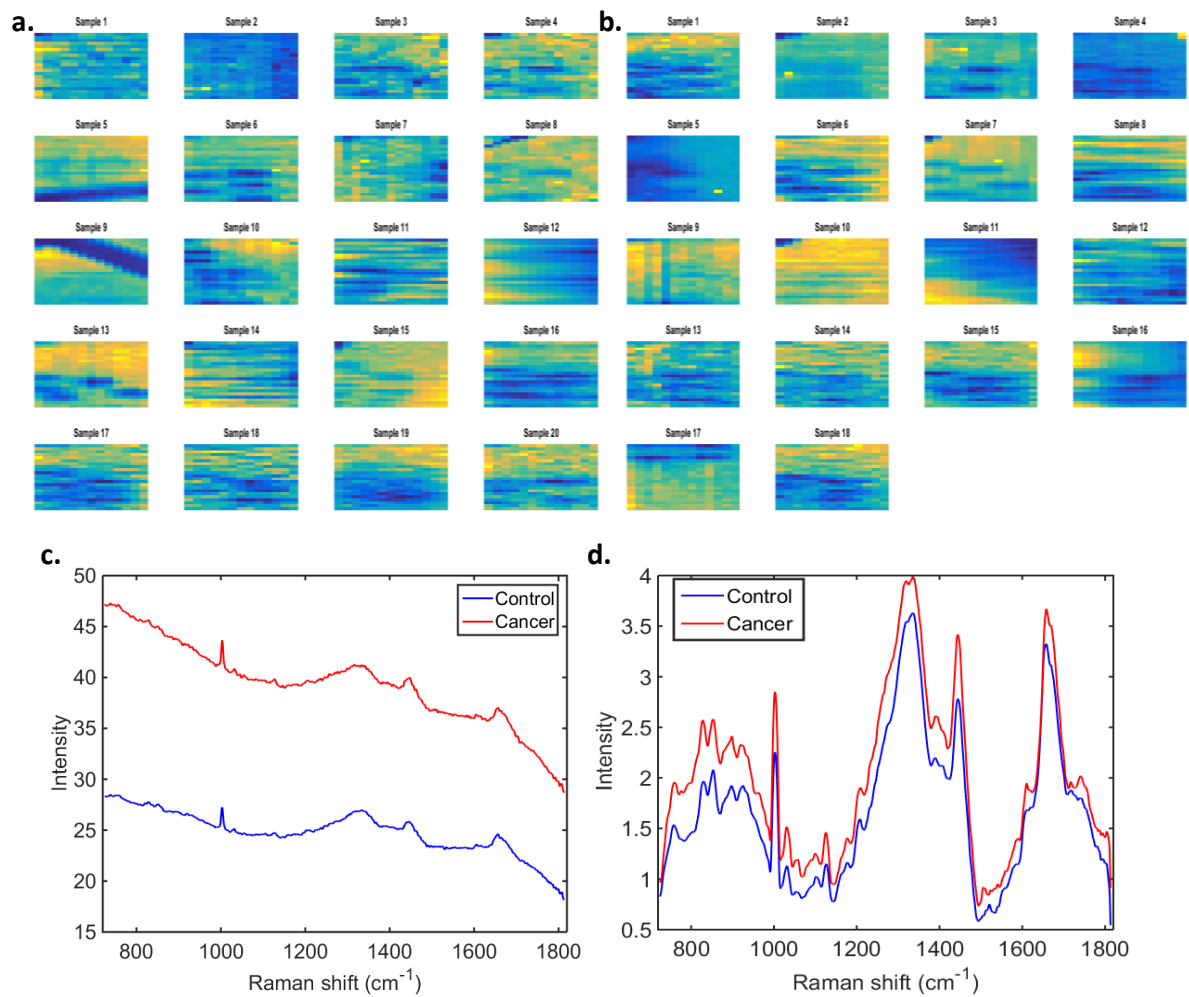 a.
Sample 1 Sample 2 Sample 3 Sample 4
Sample 5 Sample 6 Sample 7 Sample 8
Sample 9 Sample 10 Sample 11 Sample 12
Sample 13 Sample 14 Sample 15 Sample 16
Sample 17 Sample 18 Sample 19 Sample 20
b.
Sample 1 Sample 2 Sample 3 Sample 4
Sample 5 Sample 6 Sample 7 Sample 8
Sample 9 Sample 10 Sample 11 Sample 12
Sample 13 Sample 14 Sample 15 Sample 16
Sample 17 Sample 18
c.
50
45
40
35
30
25
20
15
Intensity
Control
Cancer
800 1000 1200 1400 1600 1800
Raman shift (cm⁻¹)
d.
4
3.5
3
2.5
2
1.5
1
0.5
Intensity
Control
Cancer
800 1000 1200 1400 1600 1800
Raman shift (cm⁻¹)